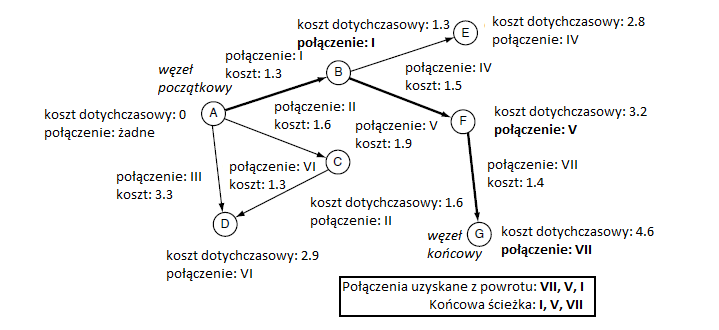 koszt dotychczasowy: 1.3
połączenie: I
koszt dotychczasowy: 2.8
połączenie: IV
E
połączenie: I
koszt: 1.3
B
węzeł
początkowy
połączenie: IV
koszt: 1.5
koszt dotychczasowy: 0
połączenie: żadne
A
połączenie: II
koszt: 1.6
połączenie: V
koszt: 1.9
F
koszt dotychczasowy: 3.2
połączenie: V
połączenie: III
koszt: 3.3
połączenie: VI
koszt: 1.3
C
połączenie: VII
koszt: 1.4
koszt dotychczasowy: 1.6
połączenie: II
D
koszt dotychczasowy: 2.9
połączenie: VI
węzeł
końcowy
G
koszt dotychczasowy: 4.6
połączenie: VII
Połączenia uzyskane z powrotu: VII, V, I
Końcowa ścieżka: I, V, VII